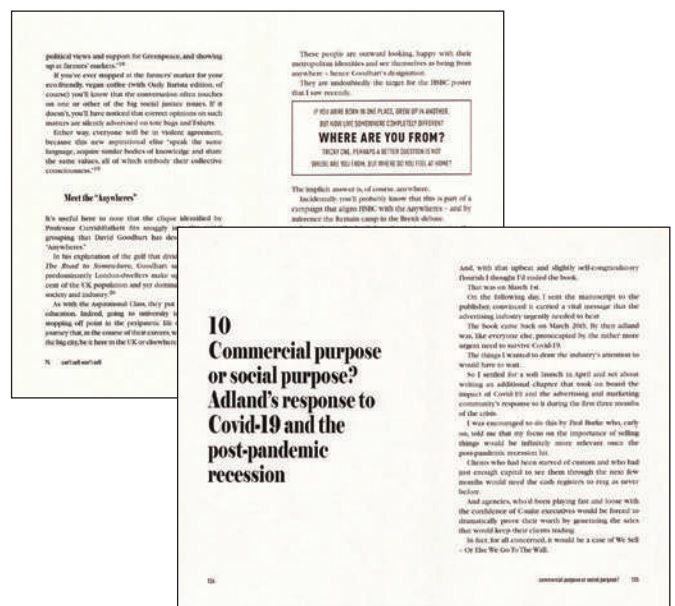 political views and support for Greenpeace, and showing
up at farmers' markets."18
If you've ever stopped at the farmers' market for your
eco-friendly, vegan coffee (with Oatly Barista edition, of
course) you'll know that the conversation often touches
on one or other of the big social justice issues. If it
doesn't, you'll have noticed that correct opinions on such
matters are silently advertised on tote bags and T-shirts.
Either way, everyone will be in violent agreement,
because this new aspirational elite "speak the same
language, acquire similar bodies of knowledge and share
the same values, all of which embody their collective
consciousness."19
Meet the "Anywheres"
It's useful here to note that the clique identified by
Professor Currid-Halkett fits snuggly
grouping that David Goodhart has
"Anywheres."
In his explanation of the gulf that
The Road to Somewhere, Goodhart
predominantly London-dwellers make
cent of the UK population and yet
society and industry.20
As with the Aspirational Class, they put
education. Indeed, going to university is
stopping off point in the peripatetic life
journey that, in the course of their careers,
the big city, be it here in the UK or elsewhere
74 can't sell won't sell
These people are outward looking, happy with their
metropolitan identities and see themselves as being from
anywhere – hence Goodhart's designation.
They are undoubtedly the target for the HSBC poster
that I saw recently.
IF YOU WERE BORN IN ONE PLACE, GREW UP IN ANOTHER,
BUT NOW LIVE SOMEWHERE COMPLETELY DIFFERENT
WHERE ARE YOU FROM?
TRICKY ONE. PERHAPS A BETTER QUESTION IS NOT
'WHERE ARE YOU FROM, BUT WHERE DO YOU FEEL AT HOME?'
The implicit answer is, of course, anywhere.
Incidentally you'll probably know that this is part of a
campaign that aligns HSBC with the Anywheres – and by
inference the Remain camp in the Brexit debate.
10
Commercial purpose
or social purpose?
Adland's response to
Covid-19 and the
post-pandemic
recession
And, with that upbeat and slightly self-congratulatory
flourish I thought I'd ended the book.
That was on March 1st.
On the following day, I sent the manuscript to the
publisher, convinced it carried a vital message that the
advertising industry urgently needed to hear.
The book came back on March 20th. By then adland
was, like everyone else, preoccupied by the rather more
urgent need to survive Covid-19.
The things I wanted to draw the industry's attention to
would have to wait.
So I settled for a soft launch in April and set about
writing an additional chapter that took on board the
impact of Covid-19 and the advertising and marketing
community's response to it during the first three months
of the crisis.
I was encouraged to do this by Paul Burke who, early
on, told me that my focus on the importance of selling
things would be infinitely more relevant once the
post-pandemic recession hit.
Clients who had been starved of custom and who had
just enough capital to see them through the next few
months would need the cash registers to ring as never
before.
And agencies, who'd been playing fast and loose with
the confidence of C-suite executives would be forced to
dramatically prove their worth by generating the sales
that would keep their clients trading.
In fact, for all concerned, it would be a case of We Sell
– Or Else We Go To The Wall.
commercial purpose or social purpose?